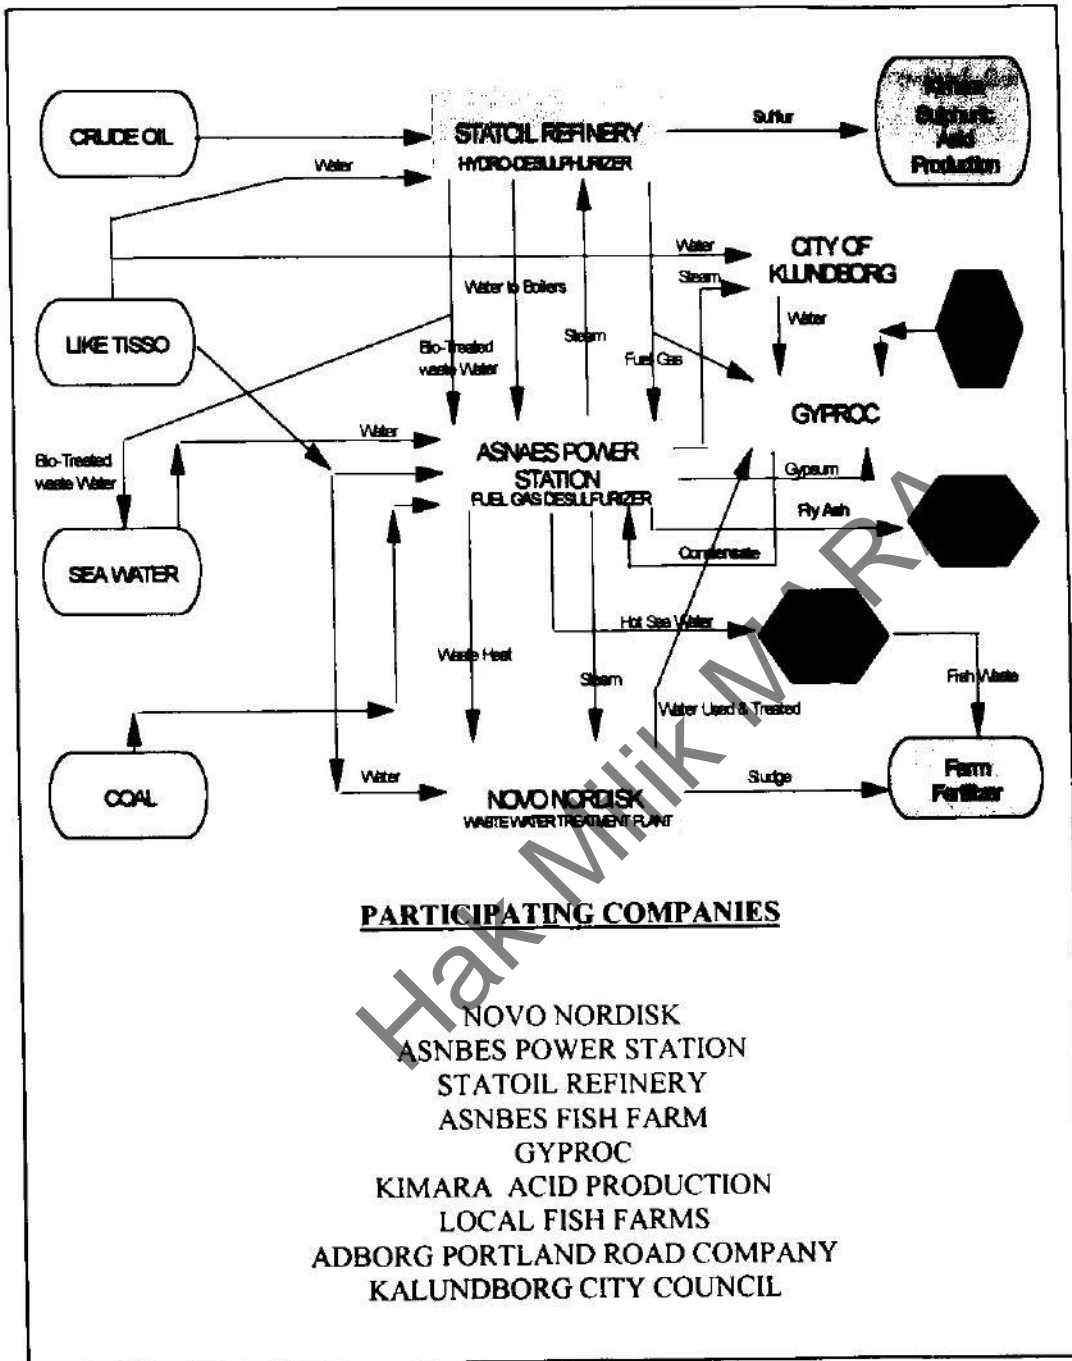 CRUDE OIL
STATOIL REFINERY
HYDRO-DESULPHURIZER
Sulfur
Sulphuric
Acid
Production
Water
LIKE TISSO
Water
CITY OF
KLUNDEBORG
Steam
Water to Boilers
Bio-Treated
waste Water
Steam
Fuel Gas
Water
GYPROC
Bio-Treated
waste Water
Water
ASNAES POWER
STATION
FUEL GAS DESULFURIZER
Gypsum
Fly Ash
Condensate
SEA WATER
Hot Sea Water
Waste Heat
Steam
Fish Waste
Water Used & Treated
COAL
Water
NOVO NORDISK
WASTE WATER TREATMENT PLANT
Sludge
Farm
Fertilizer
PARTICIPATING COMPANIES
NOVO NORDISK
ASNBES POWER STATION
STATOIL REFINERY
ASNBES FISH FARM
GYPROC
KIMARA ACID PRODUCTION
LOCAL FISH FARMS
ADBORG PORTLAND ROAD COMPANY
KALUNDBORG CITY COUNCIL
Hak Milik MARA